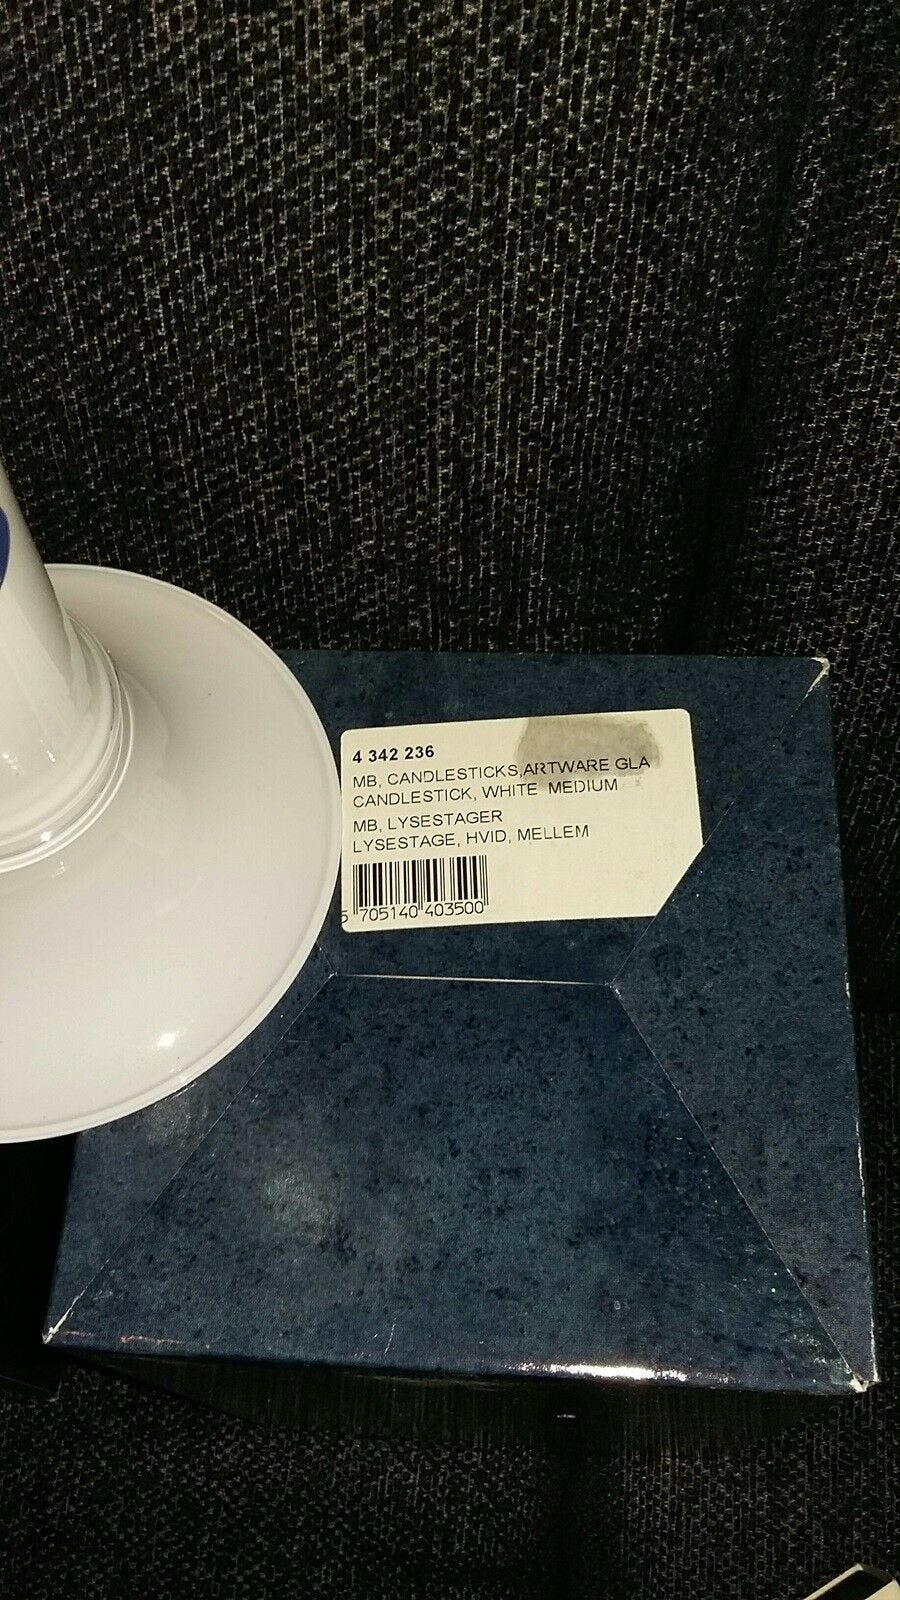 4 342 236
MB, CANDLESTICKS,ARTWARE GLA
CANDLESTICK, WHITE MEDIUM
MB, LYSESTAGER
LYSESTAGE, HVID, MELLEM
5 705140 403500